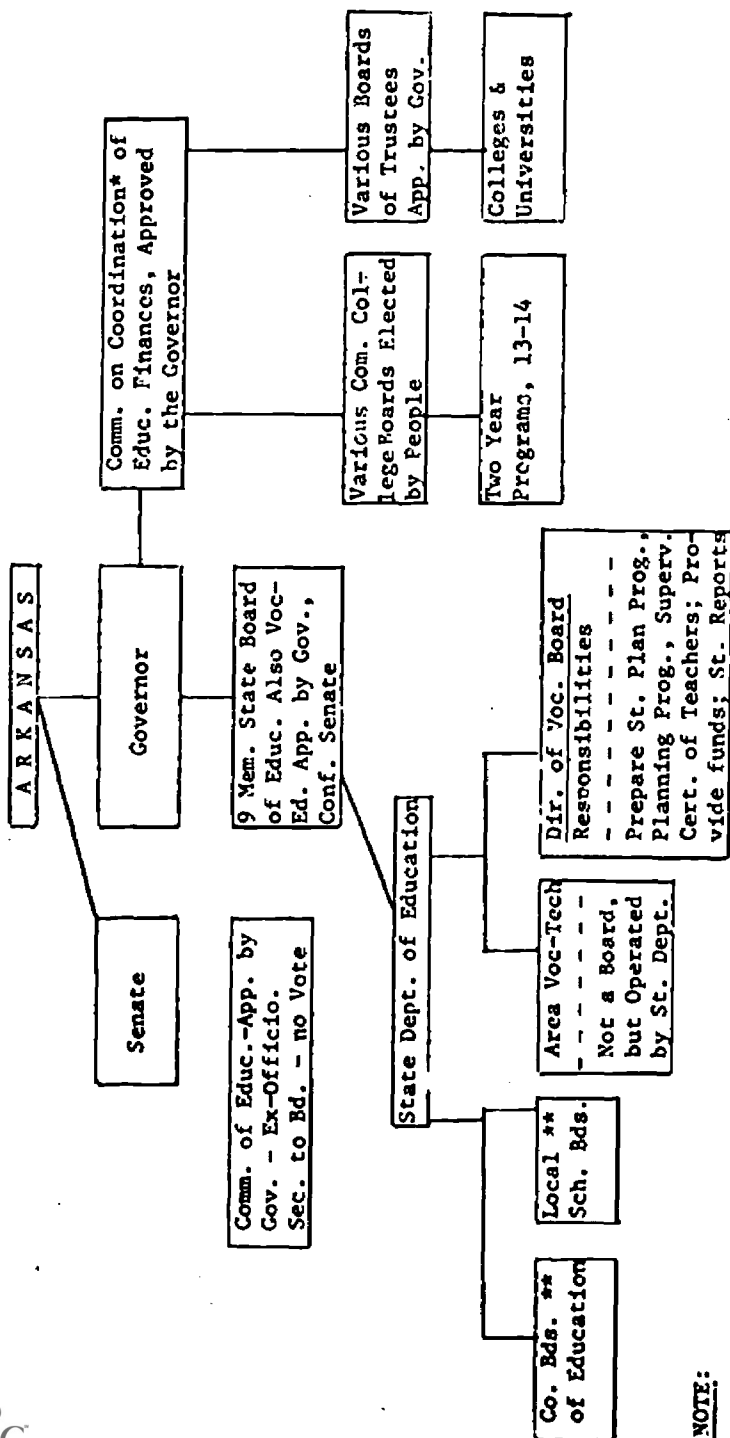 A R K A N S A S
Senate
Governor
Comm. on Coordination* of
Educ. Finances, Approved
by the Governor
Comm. of Educ.-App. by
Gov. - Ex-Officio.
Sec. to Bd. - no Vote
9 Mem. State Board
of Educ. Also Voc-
Ed. App. by Gov.,
Conf. Senate
Various Com. Col-
lege Boards Elected
by People
Various Boards
of Trustees
App. by Gov.
State Dept. of Education
Two Year
Programs, 13-14
Colleges &
Universities
Co. Bds. **
of Education
Local **
Sch. Bds.
Area Voc-Tech
Not a Board,
but Operated
by St. Dept.
Dir. of Voc. Board
Responsibilities
Prepare St. Plan Prog.,
Planning Prog., Superv.
Cert. of Teachers; Pro-
vide funds; St. Reports
NOTE: